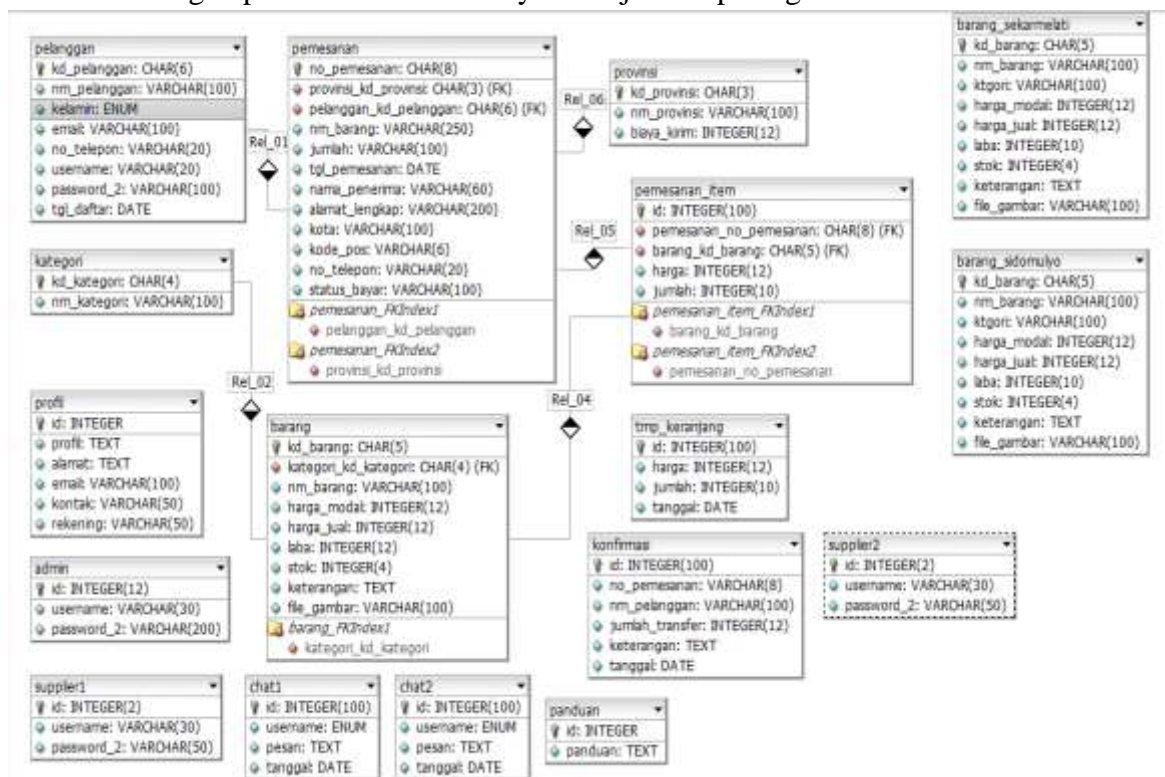 pelanggan
kd_pelanggan: CHAR(6)
nm_pelanggan: VARCHAR(100)
kelamin: ENUM
email: VARCHAR(100)
no_telepon: VARCHAR(20)
username: VARCHAR(20)
password_2: VARCHAR(100)
tgl_daftar: DATE
Rel_01
pemesanan
no_pemesanan: CHAR(8)
provinsi_kd_provinsi: CHAR(3) (FK)
pelanggan_kd_pelanggan: CHAR(6) (FK)
nm_barang: VARCHAR(250)
jumlah: VARCHAR(100)
tgl_pemesanan: DATE
nama_penerima: VARCHAR(60)
alamat_lengkap: VARCHAR(200)
kota: VARCHAR(100)
kode_pos: VARCHAR(6)
no_telepon: VARCHAR(20)
status_bayar: VARCHAR(100)
pemesanan_FKIndex1
pelanggan_kd_pelanggan
pemesanan_FKIndex2
provinsi_kd_provinsi
Rel_06
provinsi
kd_provinsi: CHAR(3)
nm_provinsi: VARCHAR(100)
biaya_kirim: INTEGER(12)
barang_sekarmelati
kd_barang: CHAR(5)
nm_barang: VARCHAR(100)
ktgori: VARCHAR(100)
harga_modal: INTEGER(12)
harga_jual: INTEGER(12)
laba: INTEGER(10)
stok: INTEGER(4)
keterangan: TEXT
file_gambar: VARCHAR(100)
Rel_05
pemesanan_item
id: INTEGER(100)
pemesanan_no_pemesanan: CHAR(8) (FK)
barang_kd_barang: CHAR(5) (FK)
harga: INTEGER(12)
jumlah: INTEGER(10)
pemesanan_item_FKIndex1
barang_kd_barang
pemesanan_item_FKIndex2
pemesanan_no_pemesanan
kategori
kd_kategori: CHAR(4)
nm_kategori: VARCHAR(100)
barang_sidomulyo
kd_barang: CHAR(5)
nm_barang: VARCHAR(100)
ktgori: VARCHAR(100)
harga_modal: INTEGER(12)
harga_jual: INTEGER(12)
laba: INTEGER(10)
stok: INTEGER(4)
keterangan: TEXT
file_gambar: VARCHAR(100)
Rel_02
Rel_04
profil
id: INTEGER
profil: TEXT
alamat: TEXT
email: VARCHAR(100)
kontak: VARCHAR(50)
rekening: VARCHAR(50)
barang
kd_barang: CHAR(5)
kategori_kd_kategori: CHAR(4) (FK)
nm_barang: VARCHAR(100)
harga_modal: INTEGER(12)
harga_jual: INTEGER(12)
laba: INTEGER(12)
stok: INTEGER(4)
keterangan: TEXT
file_gambar: VARCHAR(100)
barang_FKIndex1
kategori_kd_kategori
tmp_keranjang
id: INTEGER(100)
harga: INTEGER(12)
jumlah: INTEGER(10)
tanggal: DATE
admin
id: INTEGER(12)
username: VARCHAR(30)
password_2: VARCHAR(200)
konfirmasi
id: INTEGER(100)
no_pemesanan: VARCHAR(8)
nm_pelanggan: VARCHAR(100)
jumlah_transfer: INTEGER(12)
keterangan: TEXT
tanggal: DATE
suppler2
id: INTEGER(2)
username: VARCHAR(30)
password_2: VARCHAR(50)
suppler1
id: INTEGER(2)
username: VARCHAR(30)
password_2: VARCHAR(50)
chat1
id: INTEGER(100)
username: ENUM
pesan: TEXT
tanggal: DATE
chat2
id: INTEGER(100)
username: ENUM
pesan: TEXT
tanggal: DATE
panduan
id: INTEGER
panduan: TEXT